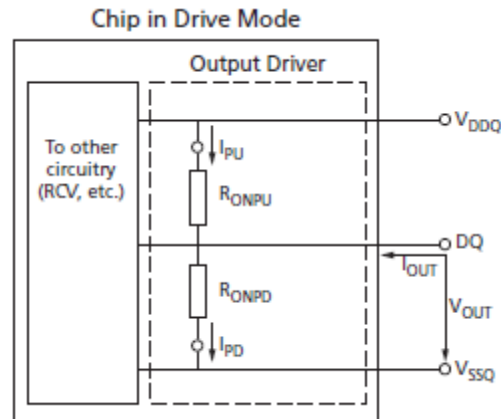 Chip in Drive Mode
Output Driver
To other
circuitry
(RCV, etc.)
VDDQ
IPU
RONPU
DQ
IOUT
RONPD
VOUT
IPD
VSSQ